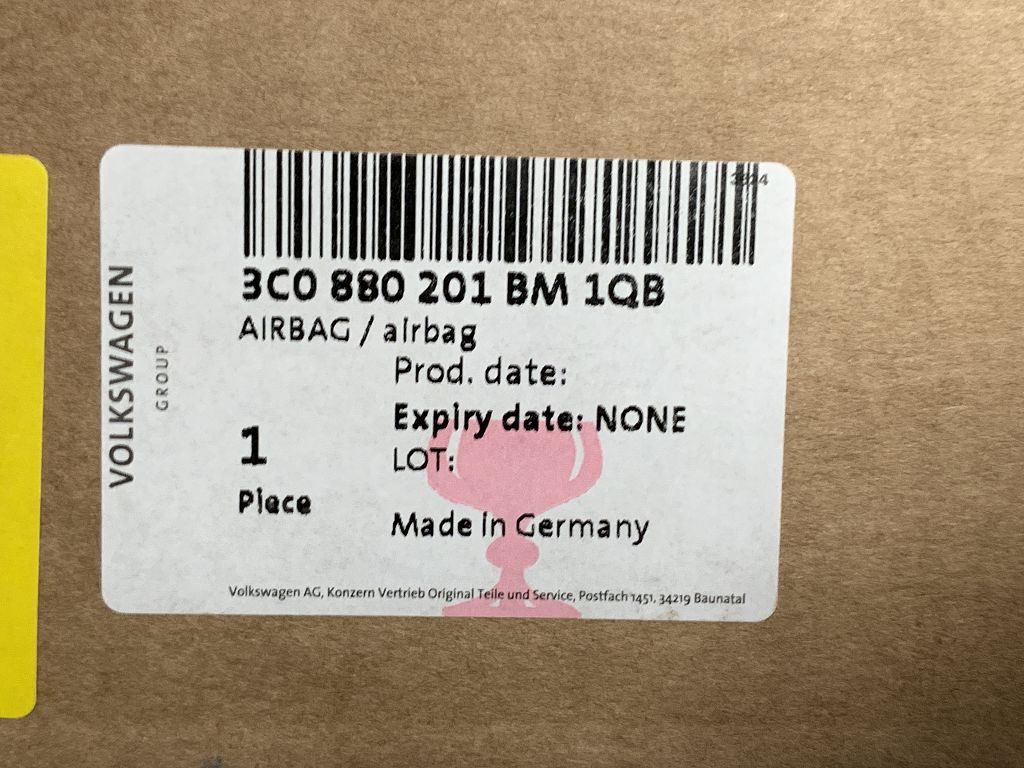 VOLKSWAGEN
GROUP
3C0 880 201 BM 1QB
AIRBAG / airbag
Prod. date:
Expiry date: NONE
1
LOT:
Piece
Made in Germany
Volkswagen AG, Konzern Vertrieb Original Teile und Service, Postfach 1451, 34219 Baunatal